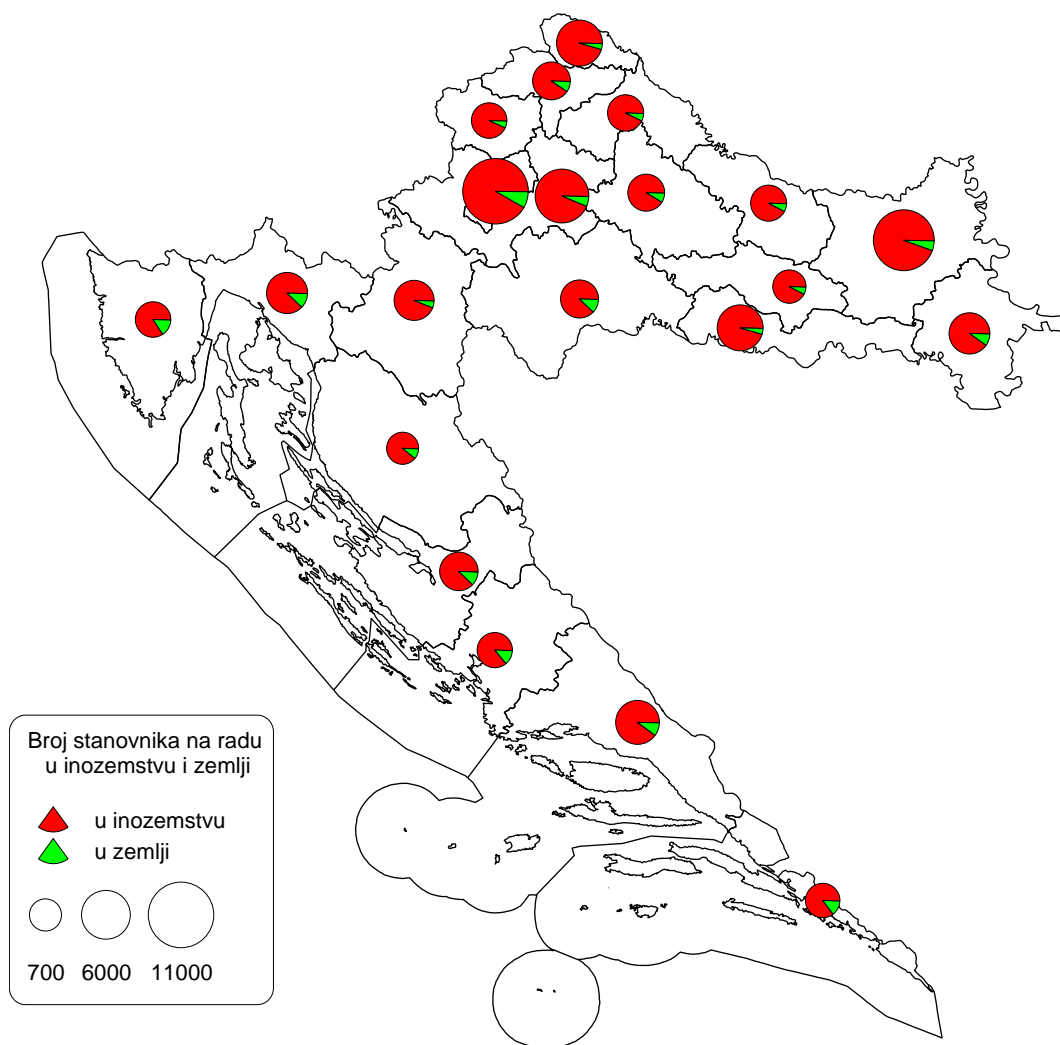 Broj stanovnika na radu
u inozemstvu i zemlji
u inozemstvu
u zemlji
700 6000 11000